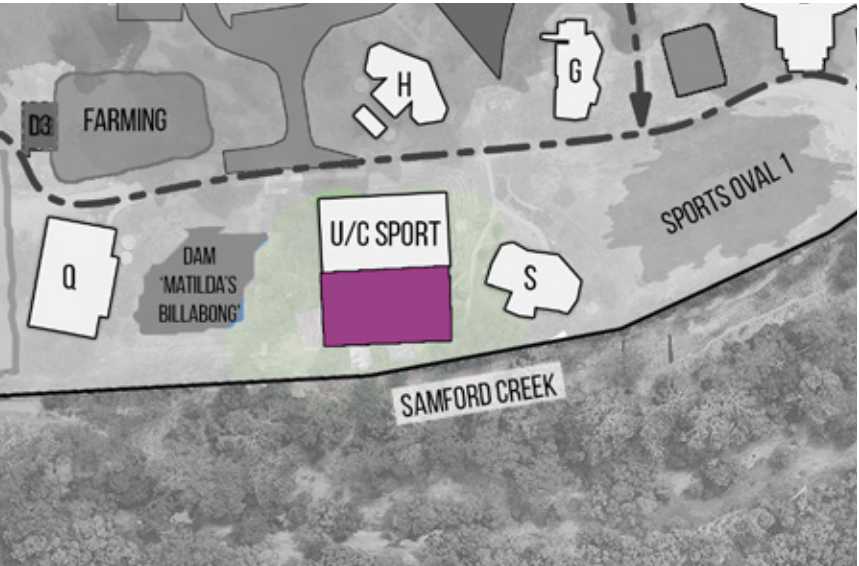 H
G
D3
FARMING
SPORTS OVAL 1
U/C SPORT
Q
DAM
'MATILDA'S
BILLABONG'
S
SAMFORD CREEK